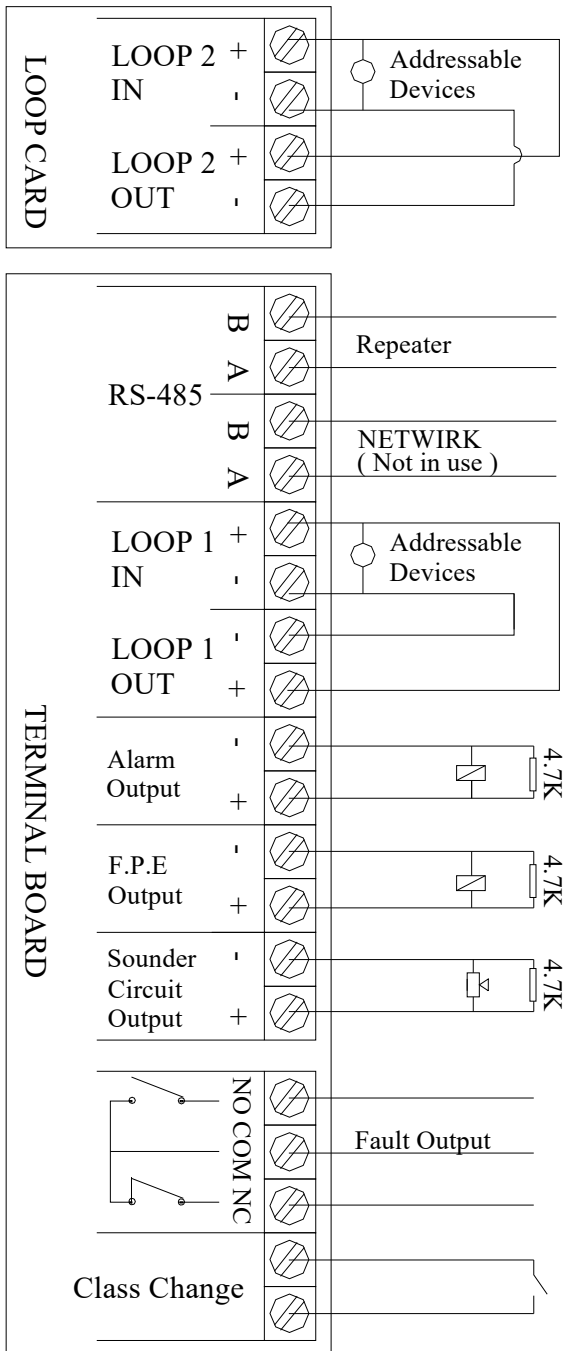 LOOP CARD
LOOP 2 +
IN -
LOOP 2 +
OUT -
Addressable
Devices
TERMINAL BOARD
RS-485
B
A
B
A
Repeater
NETWIRK
( Not in use )
LOOP 1 +
IN -
LOOP 1 -
OUT +
Addressable
Devices
Alarm -
Output +
4.7K
F.P.E -
Output +
4.7K
Sounder -
Circuit
Output +
4.7K
NO COM NC
Fault Output
Class Change